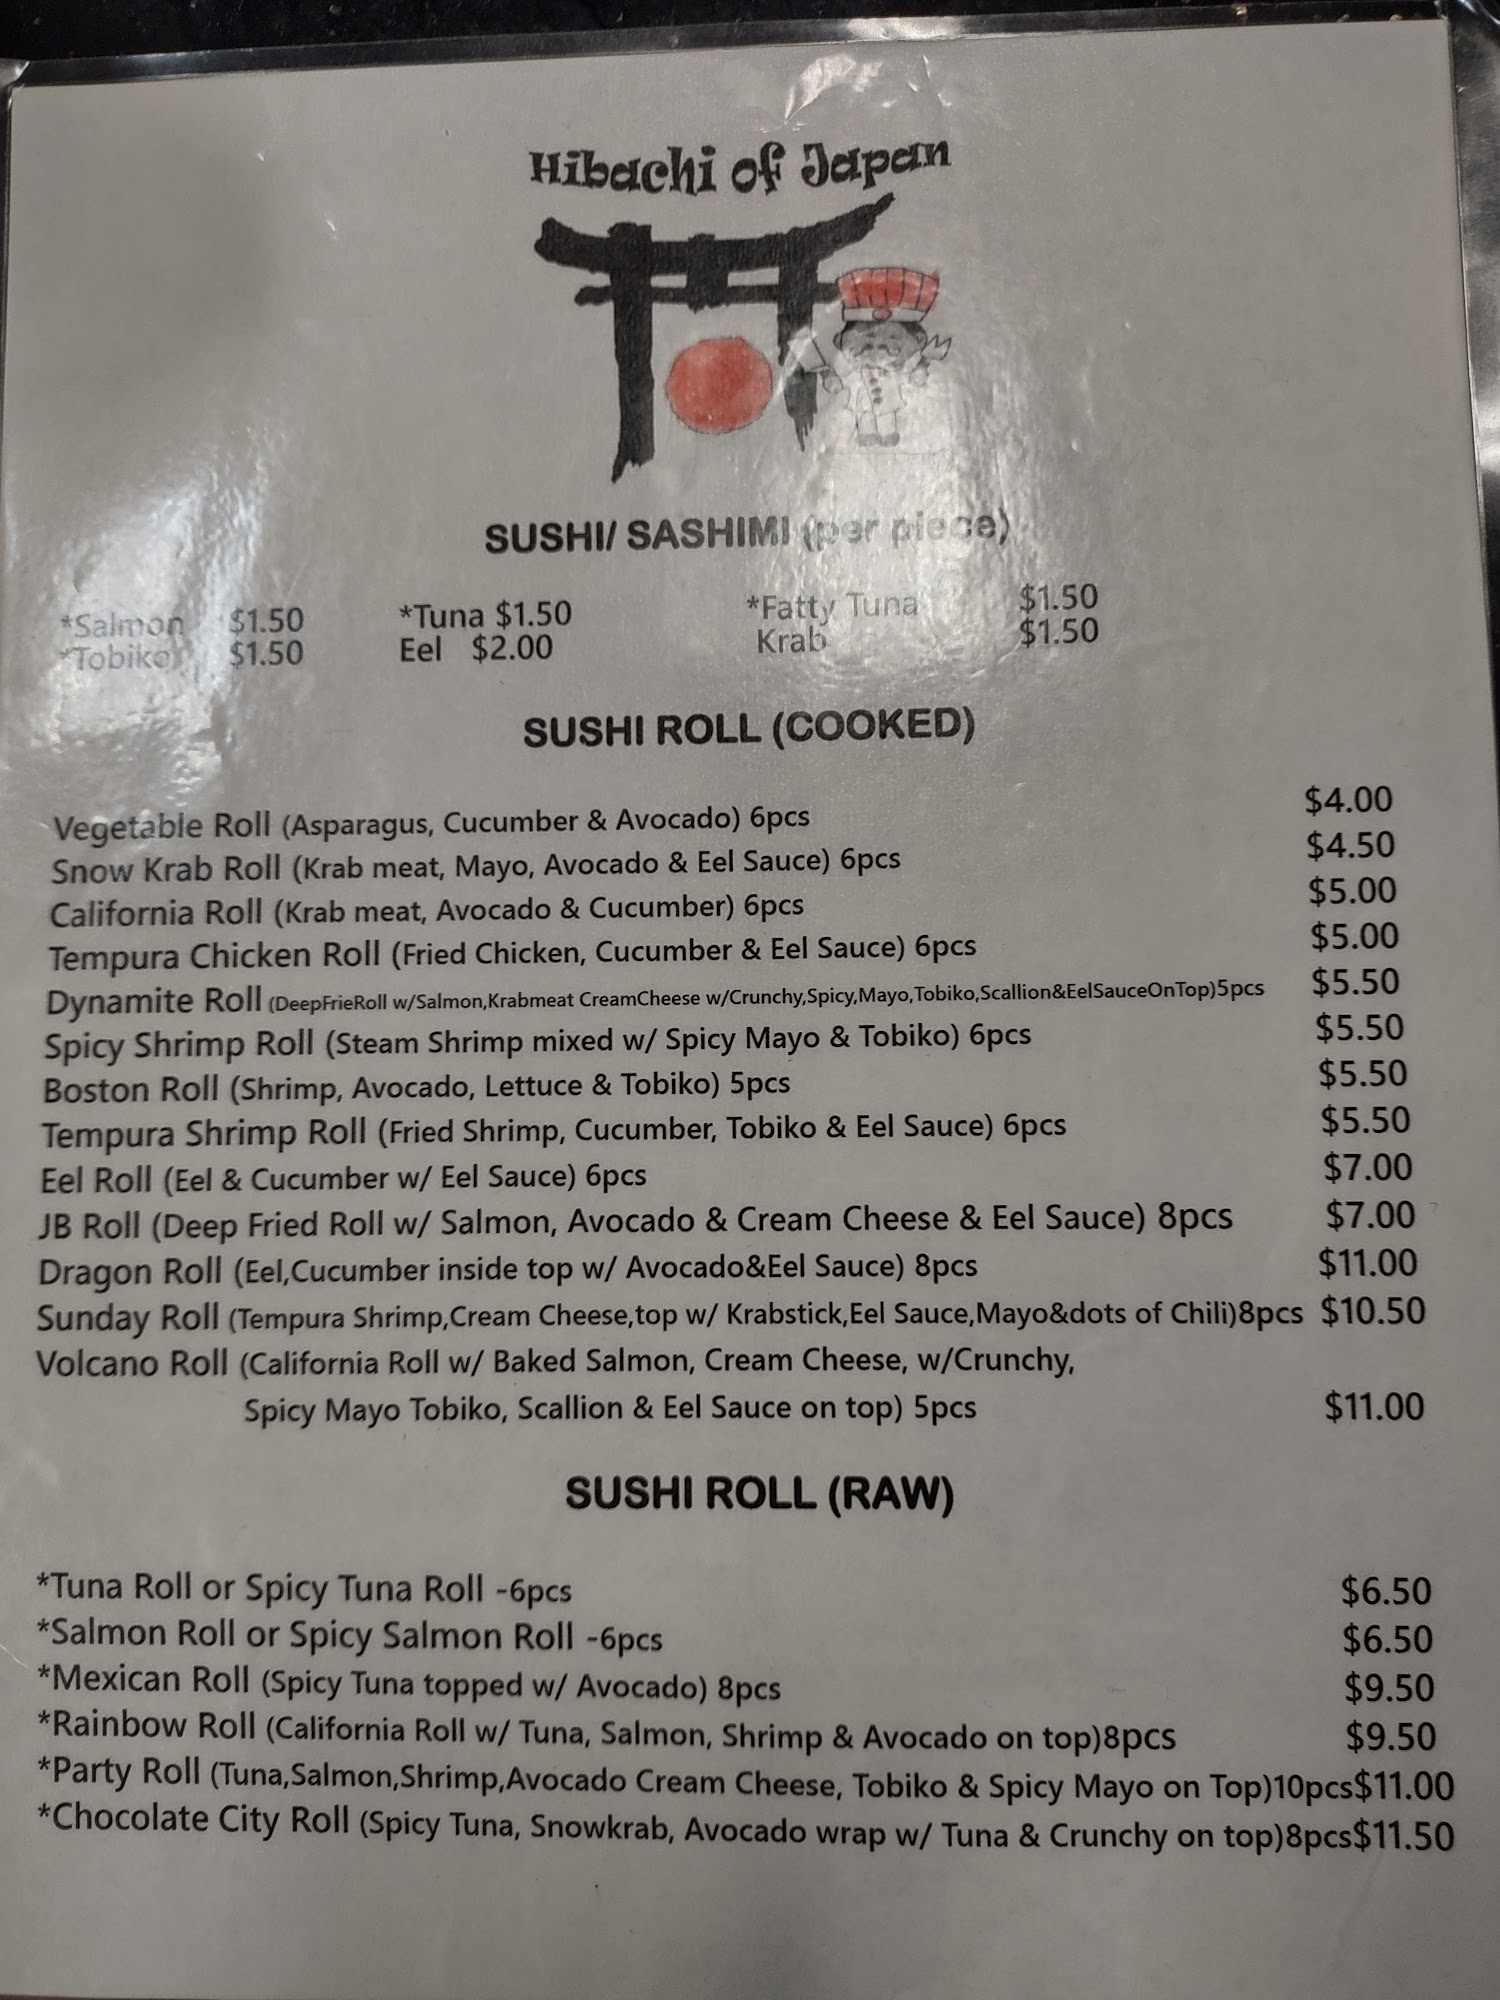 Hibachi of Japan
SUSHI/ SASHIMI (per piece)
*Salmon $1.50 *Tuna $1.50 *Fatty Tuna $1.50
*Tobiko $1.50 Eel $2.00 Krab $1.50
SUSHI ROLL (COOKED)
Vegetable Roll (Asparagus, Cucumber & Avocado) 6pcs $4.00
Snow Krab Roll (Krab meat, Mayo, Avocado & Eel Sauce) 6pcs $4.50
California Roll (Krab meat, Avocado & Cucumber) 6pcs $5.00
Tempura Chicken Roll (Fried Chicken, Cucumber & Eel Sauce) 6pcs $5.00
Dynamite Roll (DeepFrieRoll w/Salmon,Krabmeat CreamCheese w/Crunchy,Spicy,Mayo,Tobiko,Scallion&EelSauceOnTop)5pcs $5.50
Spicy Shrimp Roll (Steam Shrimp mixed w/ Spicy Mayo & Tobiko) 6pcs $5.50
Boston Roll (Shrimp, Avocado, Lettuce & Tobiko) 5pcs $5.50
Tempura Shrimp Roll (Fried Shrimp, Cucumber, Tobiko & Eel Sauce) 6pcs $5.50
Eel Roll (Eel & Cucumber w/ Eel Sauce) 6pcs $7.00
JB Roll (Deep Fried Roll w/ Salmon, Avocado & Cream Cheese & Eel Sauce) 8pcs $7.00
Dragon Roll (Eel,Cucumber inside top w/ Avocado&Eel Sauce) 8pcs $11.00
Sunday Roll (Tempura Shrimp,Cream Cheese,top w/ Krabstick,Eel Sauce,Mayo&dots of Chili)8pcs $10.50
Volcano Roll (California Roll w/ Baked Salmon, Cream Cheese, w/Crunchy,
Spicy Mayo Tobiko, Scallion & Eel Sauce on top) 5pcs $11.00
SUSHI ROLL (RAW)
*Tuna Roll or Spicy Tuna Roll -6pcs $6.50
*Salmon Roll or Spicy Salmon Roll -6pcs $6.50
*Mexican Roll (Spicy Tuna topped w/ Avocado) 8pcs $9.50
*Rainbow Roll (California Roll w/ Tuna, Salmon, Shrimp & Avocado on top)8pcs $9.50
*Party Roll (Tuna,Salmon,Shrimp,Avocado Cream Cheese, Tobiko & Spicy Mayo on Top)10pcs$11.00
*Chocolate City Roll (Spicy Tuna, Snowkrab, Avocado wrap w/ Tuna & Crunchy on top)8pcs$11.50